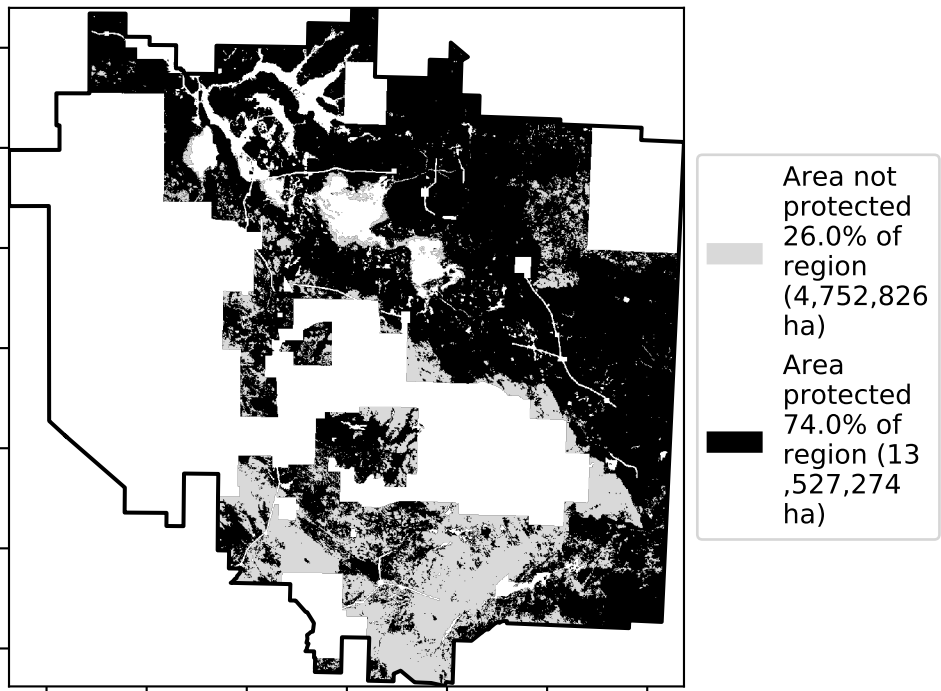 Area not
protected
26.0% of
region
(4,752,826
ha)
Area
protected
74.0% of
region (13
,527,274
ha)